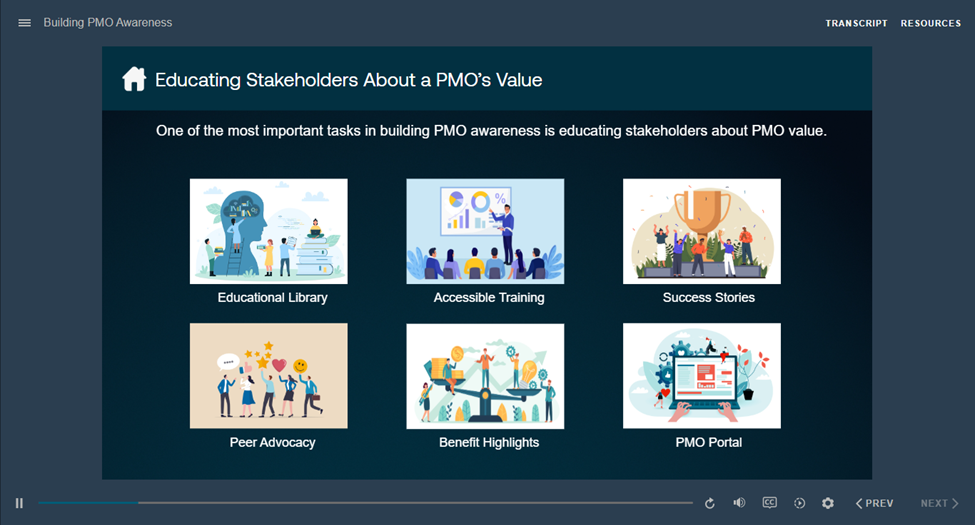 Building PMO Awareness
TRANSCRIPT RESOURCES
Educating Stakeholders About a PMO's Value
One of the most important tasks in building PMO awareness is educating stakeholders about PMO value.
%
Educational Library
Accessible Training
Success Stories
Peer Advocacy
Benefit Highlights
PMO Portal
CC
PREV
NEXT